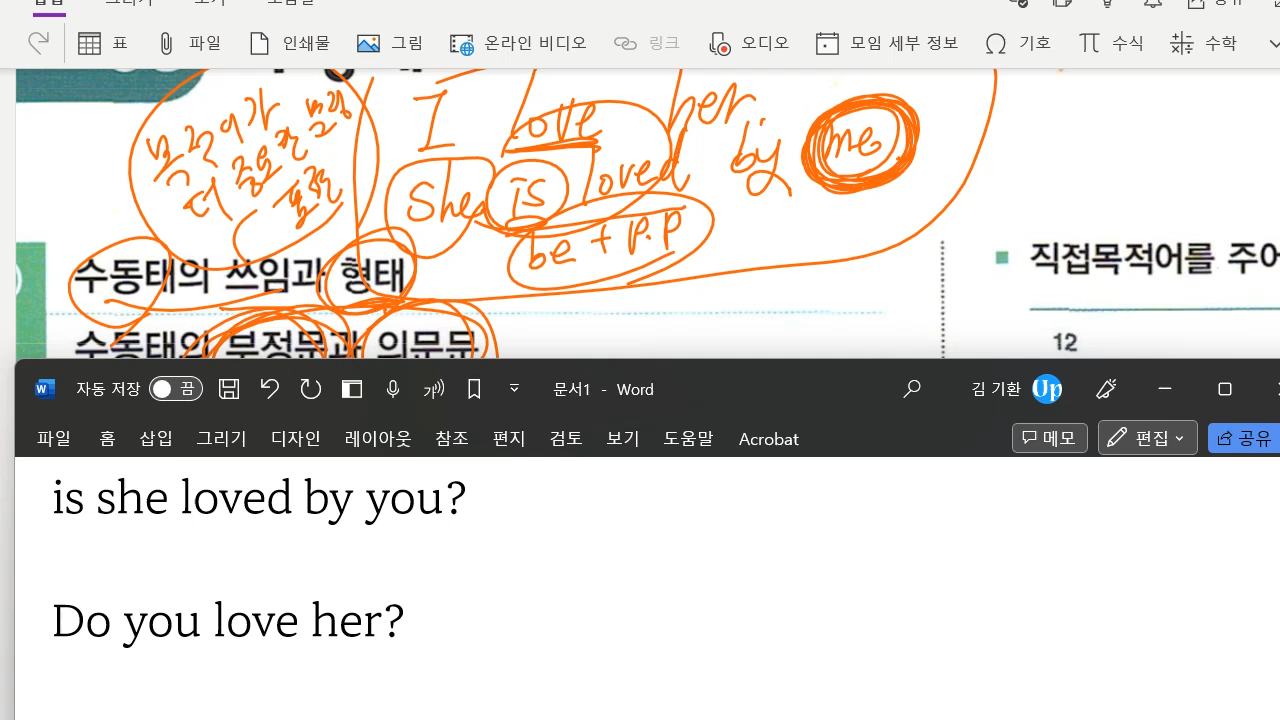 표 파일 인쇄물 그림 온라인 비디오 링크 오디오 모임 세부 정보 기호 수식 수학
목적어가
더 중요한
표현
I love her
She is loved by me
be + p.p
수동태의 쓰임과 형태
수동태의 부정문과 의문문
직접목적어를 주어
12
자동 저장 끔 문서1 - Word 김 기환 Up
파일 홈 삽입 그리기 디자인 레이아웃 참조 편지 검토 보기 도움말 Acrobat 메모 편집 공유
is she loved by you?
Do you love her?